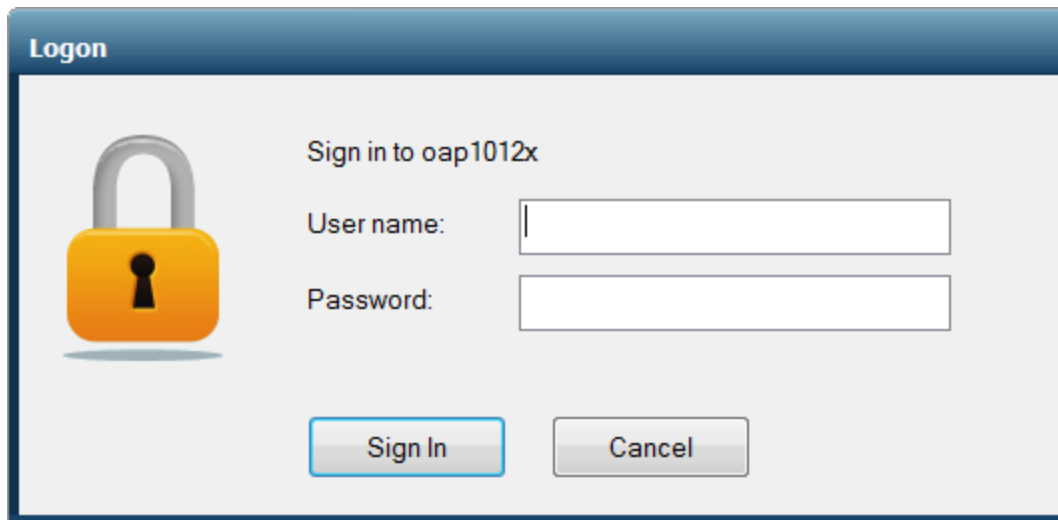 Logon
Sign in to oap1012x
User name:
Password:
Sign In
Cancel